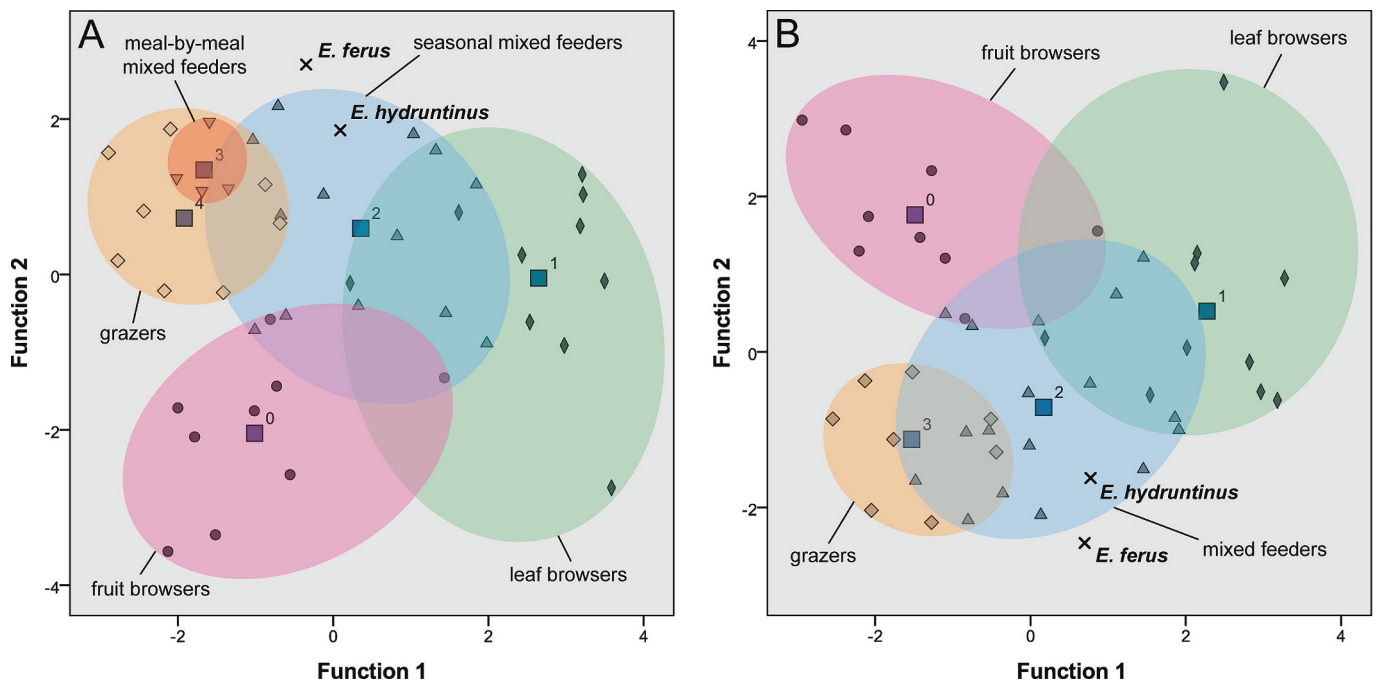 A
meal-by-meal
mixed feeders
E. ferus
seasonal mixed feeders
E. hydruntinus
3
4
2
1
grazers
0
fruit browsers
leaf browsers
2
0
-2
-4
-2
0
2
4
Function 2
Function 1
B
fruit browsers
leaf browsers
0
1
2
3
E. hydruntinus
E. ferus
grazers
mixed feeders
4
2
0
-2
-2
0
2
4
Function 2
Function 1